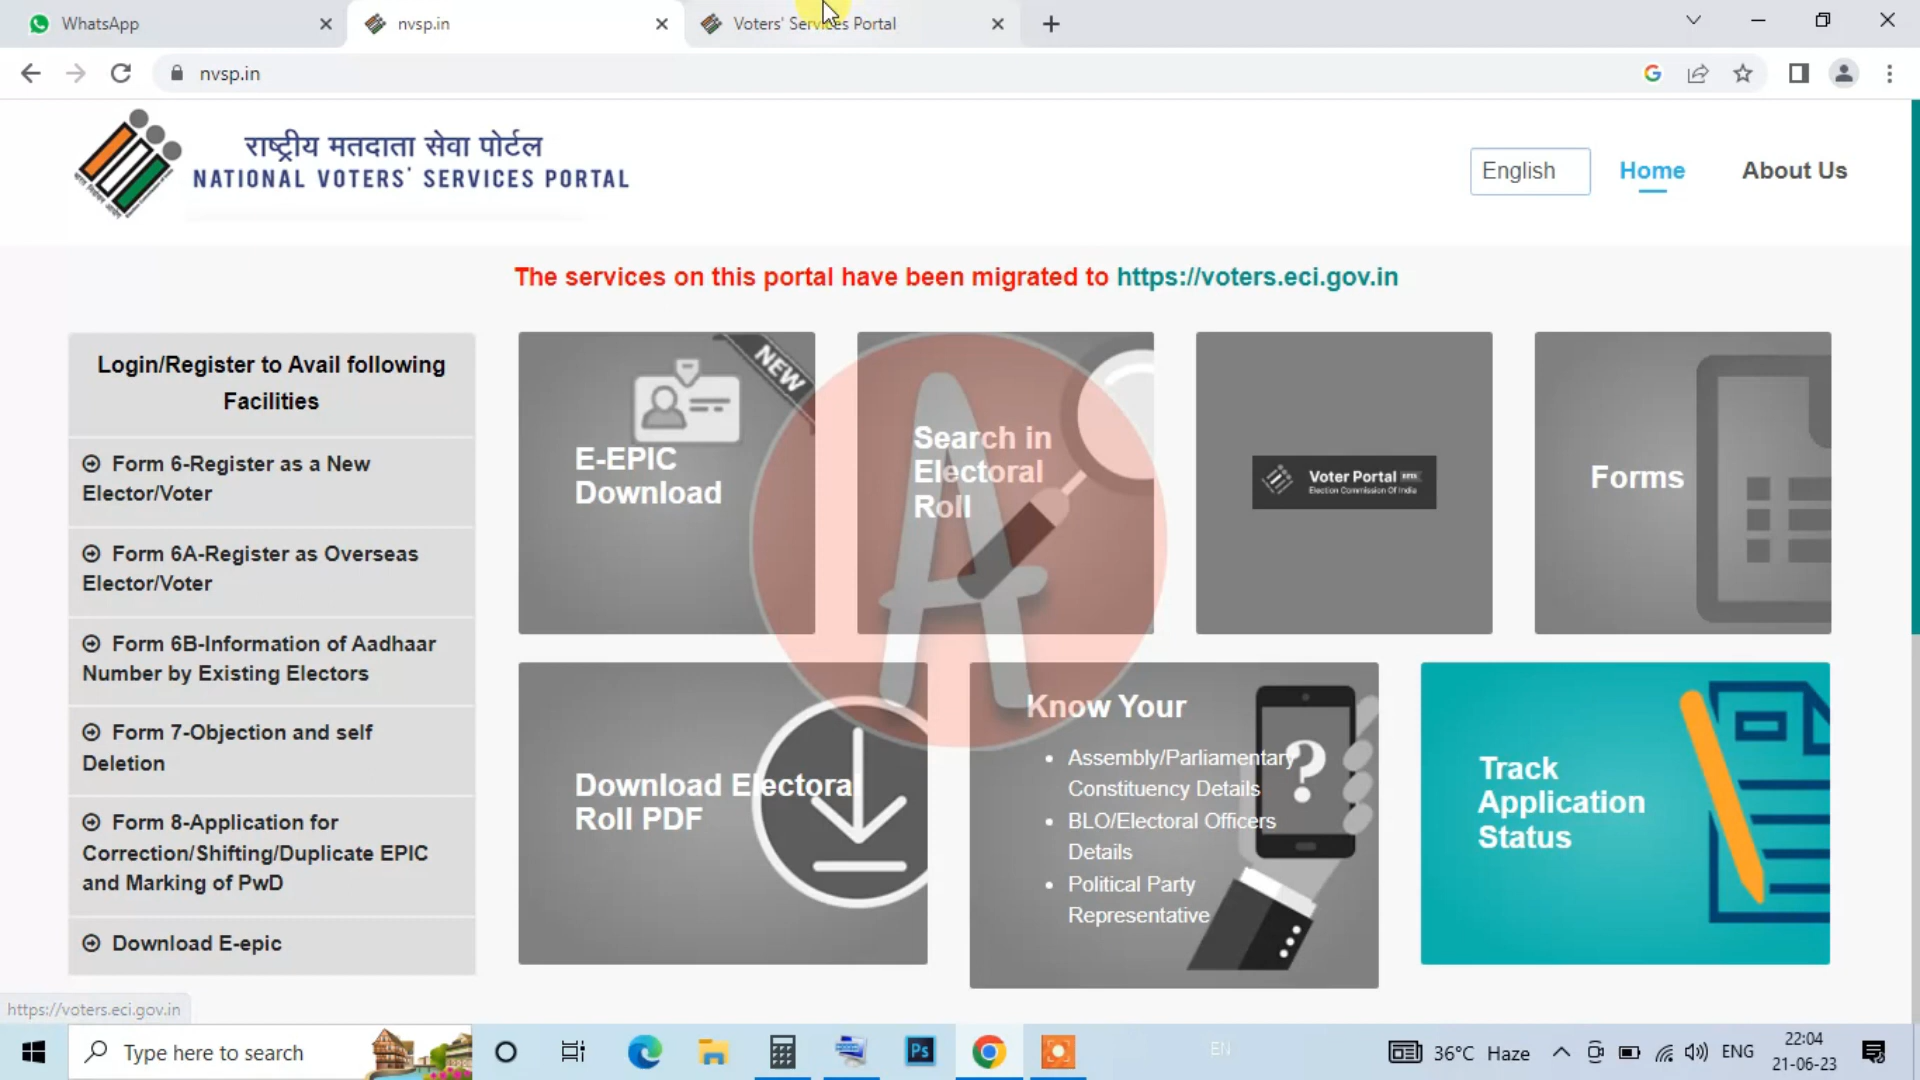 WhatsApp
nvsp.in
Voters' Services Portal
nvsp.in
राष्ट्रीय मतदाता सेवा पोर्टल
NATIONAL VOTERS' SERVICES PORTAL
English
Home
About Us
The services on this portal have been migrated to https://voters.eci.gov.in
Login/Register to Avail following
Facilities
Form 6-Register as a New
Elector/Voter
Form 6A-Register as Overseas
Elector/Voter
Form 6B-Information of Aadhaar
Number by Existing Electors
Form 7-Objection and self
Deletion
Form 8-Application for
Correction/Shifting/Duplicate EPIC
and Marking of PwD
Download E-epic
NEW
E-EPIC
Download
Search in
Electoral
Roll
Voter Portal
Election Commission Of India
Forms
Download Electoral
Roll PDF
Know Your
Assembly/Parliamentary
Constituency Details
BLO/Electoral Officers
Details
Political Party
Representative
Track
Application
Status
A
https://voters.eci.gov.in
Type here to search
Ps
EN
36°C Haze
ENG
22:04
21-06-23